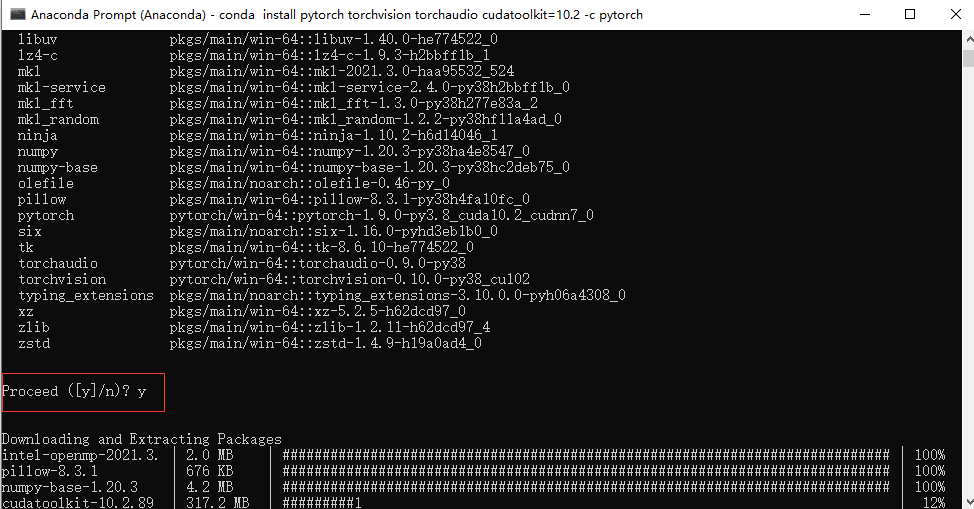 Anaconda Prompt (Anaconda) - conda  install pytorch torchvision torchaudio cudatoolkit=10.2 -c pytorch
libuv pkgs/main/win-64::libuv-1.40.0-he774522_0
lz4-c pkgs/main/win-64::lz4-c-1.9.3-h2bbff1b_1
mkl pkgs/main/win-64::mkl-2021.3.0-haa95532_524
mkl-service pkgs/main/win-64::mkl-service-2.4.0-py38h2bbff1b_0
mkl_fft pkgs/main/win-64::mkl_fft-1.3.0-py38h277e83a_2
mkl_random pkgs/main/win-64::mkl_random-1.2.2-py38hf11a4ad_0
ninja pkgs/main/win-64::ninja-1.10.2-h6d14046_1
numpy pkgs/main/win-64::numpy-1.20.3-py38ha4e8547_0
numpy-base pkgs/main/win-64::numpy-base-1.20.3-py38hc2deb75_0
olefile pkgs/main/noarch::olefile-0.46-py_0
pillow pkgs/main/win-64::pillow-8.3.1-py38h4fa10fc_0
pytorch pytorch/win-64::pytorch-1.9.0-py3.8_cuda10.2_cudnn7_0
six pkgs/main/noarch::six-1.16.0-pyhd3eb1b0_0
tk pkgs/main/win-64::tk-8.6.10-he774522_0
torchaudio pytorch/win-64::torchaudio-0.9.0-py38
torchvision pytorch/win-64::torchvision-0.10.0-py38_cu102
typing_extensions pkgs/main/noarch::typing_extensions-3.10.0.0-pyh06a4308_0
xz pkgs/main/win-64::xz-5.2.5-h62dcd97_0
zlib pkgs/main/win-64::zlib-1.2.11-h62dcd97_4
zstd pkgs/main/win-64::zstd-1.4.9-h19a0ad4_0
Proceed ([y]/n)? y
Downloading and Extracting Packages
intel-openmp-2021.3. | 2.0 MB | ############################################################################ | 100%
pillow-8.3.1 | 676 KB | ############################################################################ | 100%
numpy-base-1.20.3 | 4.2 MB | ############################################################################ | 100%
cudatoolkit-10.2.89 | 317.2 MB | #########1 | 12%